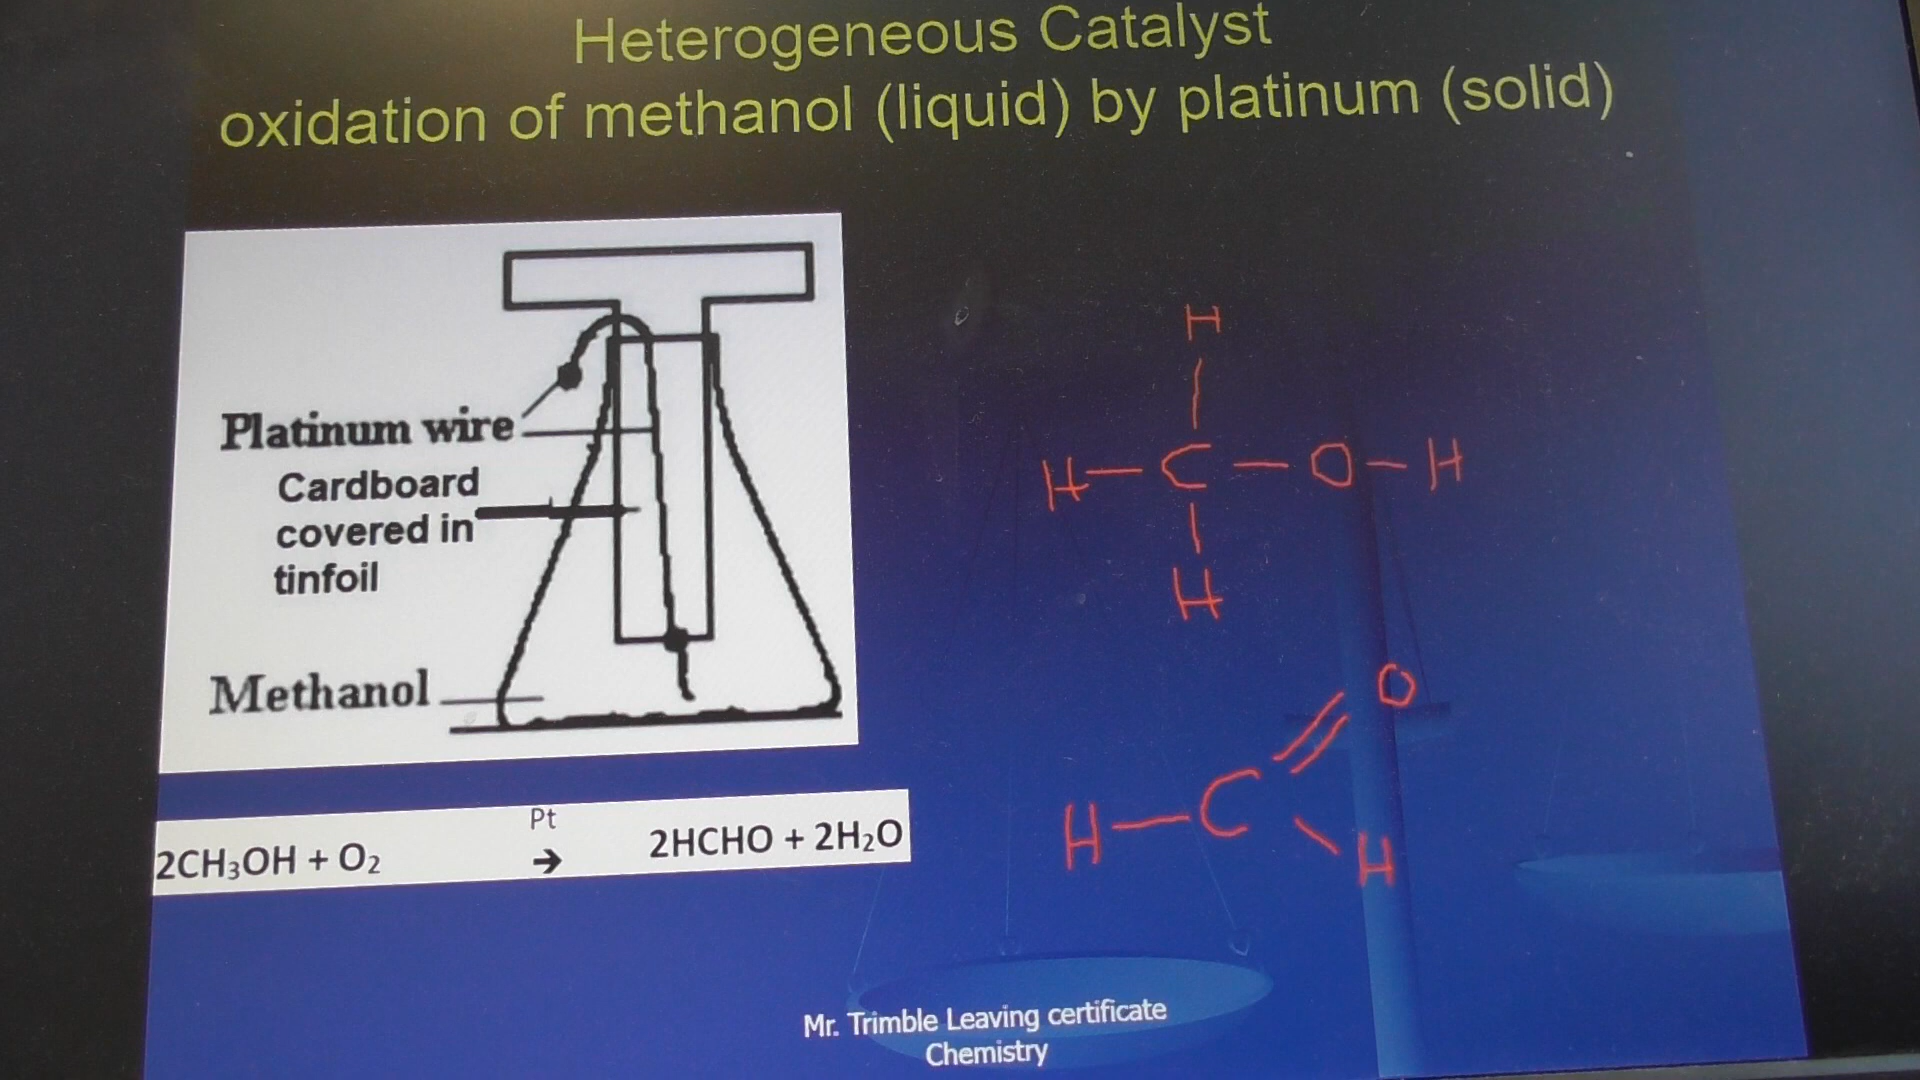 Heterogeneous Catalyst
oxidation of methanol (liquid) by platinum (solid)
Platinum wire
Cardboard
covered in
tinfoil
Methanol
Pt
2CH₃OH + O₂ → 2HCHO + 2H₂O
H
H—C—O—H
H
O
H—C
H
Mr. Trimble Leaving certificate
Chemistry